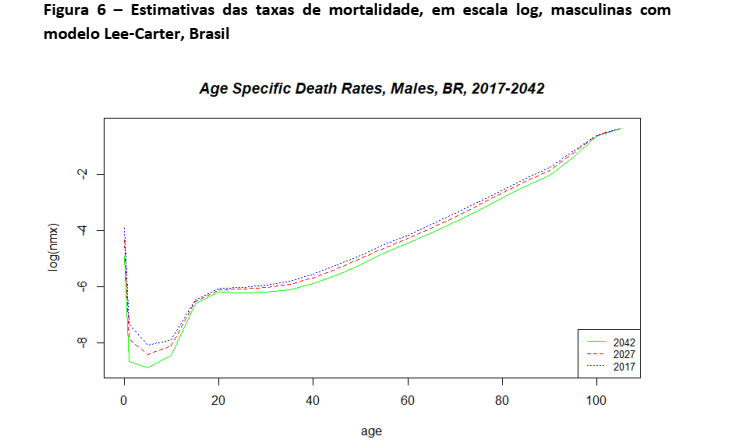 Figura 6 – Estimativas das taxas de mortalidade, em escala log, masculinas com
modelo Lee-Carter, Brasil
Age Specific Death Rates, Males, BR, 2017-2042
log(nmx)
-2
-4
-6
-8
2042
2027
2017
0 20 40 60 80 100
age